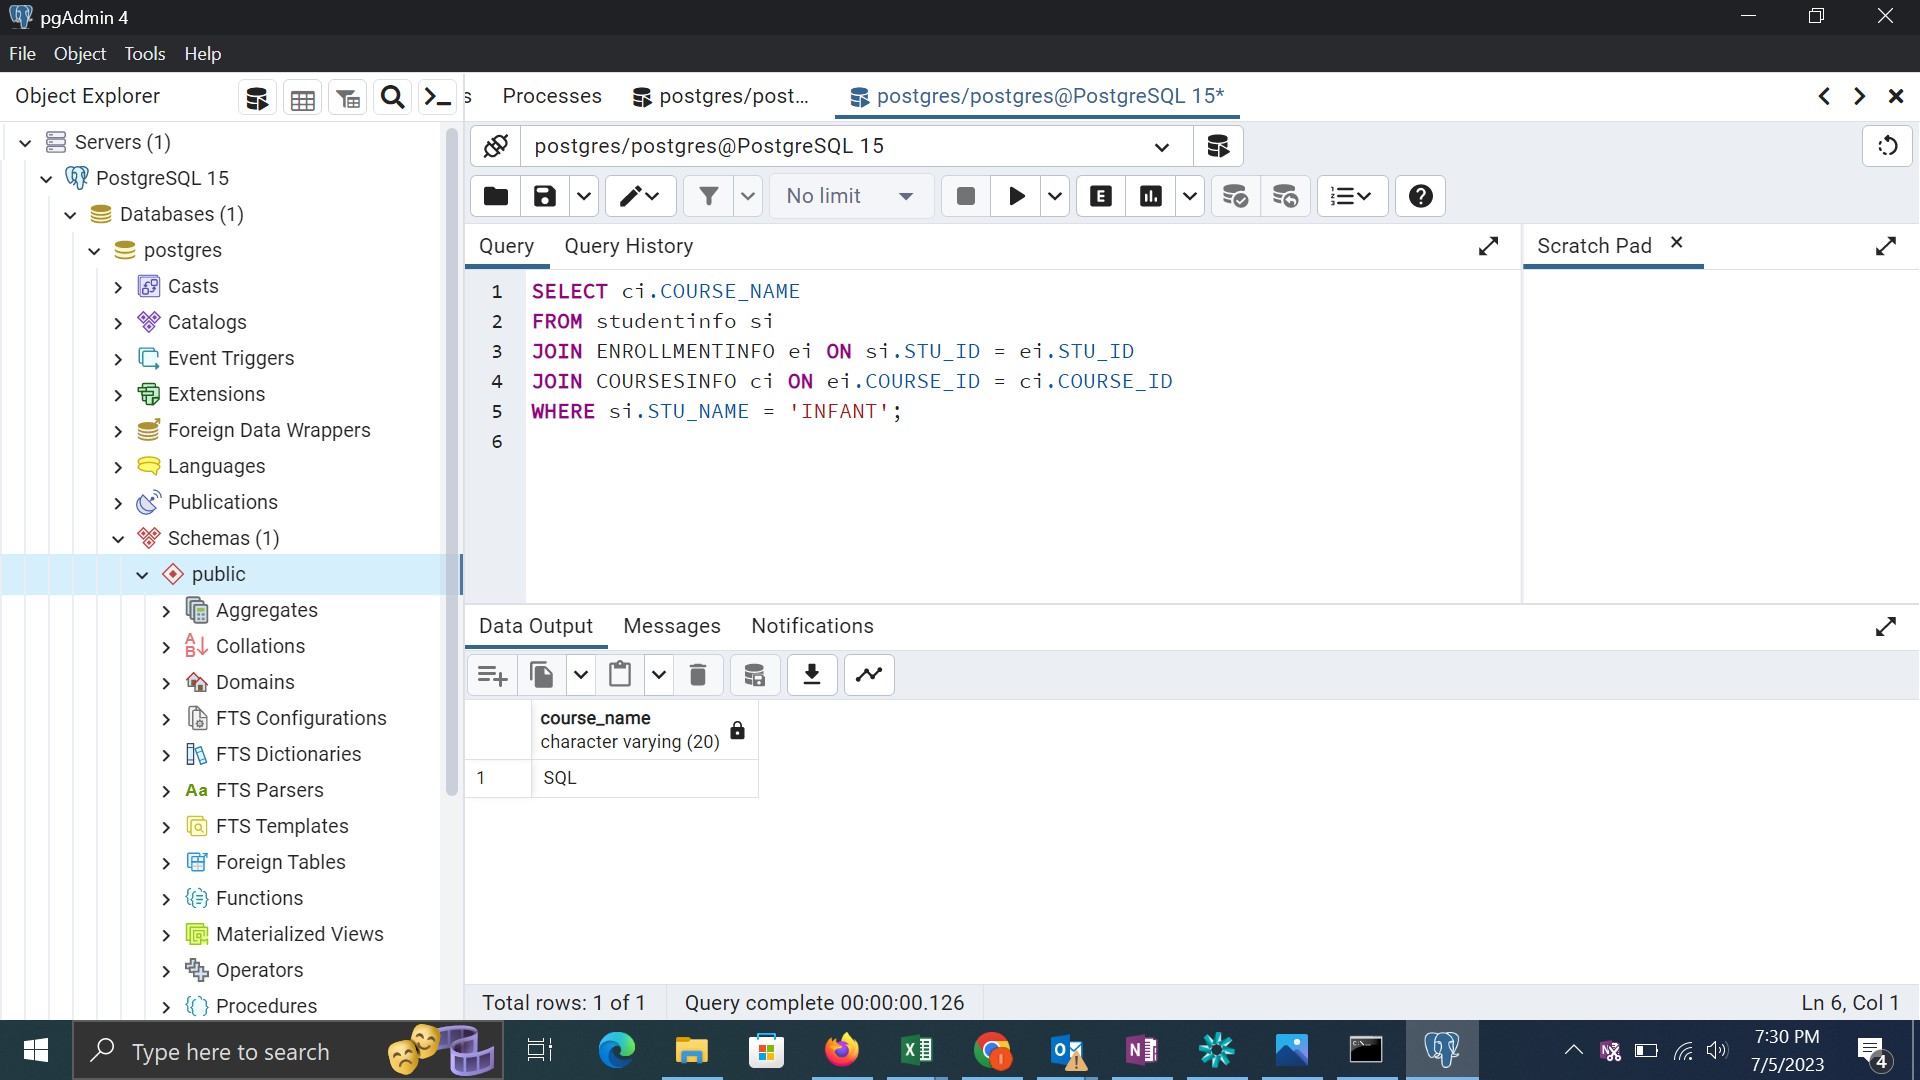 pgAdmin 4
File Object Tools Help
Object Explorer
s Processes postgres/post... postgres/postgres@PostgreSQL 15*
Servers (1)
PostgreSQL 15
Databases (1)
postgres
Casts
Catalogs
Event Triggers
Extensions
Foreign Data Wrappers
Languages
Publications
Schemas (1)
public
Aggregates
Collations
Domains
FTS Configurations
FTS Dictionaries
Aa FTS Parsers
FTS Templates
Foreign Tables
Functions
Materialized Views
Operators
Procedures
postgres/postgres@PostgreSQL 15
No limit
E
Query Query History
Scratch Pad
1 SELECT ci.COURSE_NAME
2 FROM studentinfo si
3 JOIN ENROLLMENTINFO ei ON si.STU_ID = ei.STU_ID
4 JOIN COURSESINFO ci ON ei.COURSE_ID = ci.COURSE_ID
5 WHERE si.STU_NAME = 'INFANT';
6
Data Output Messages Notifications
course_name
character varying (20)
1 SQL
Total rows: 1 of 1 Query complete 00:00:00.126 Ln 6, Col 1
Type here to search
7:30 PM
7/5/2023
4